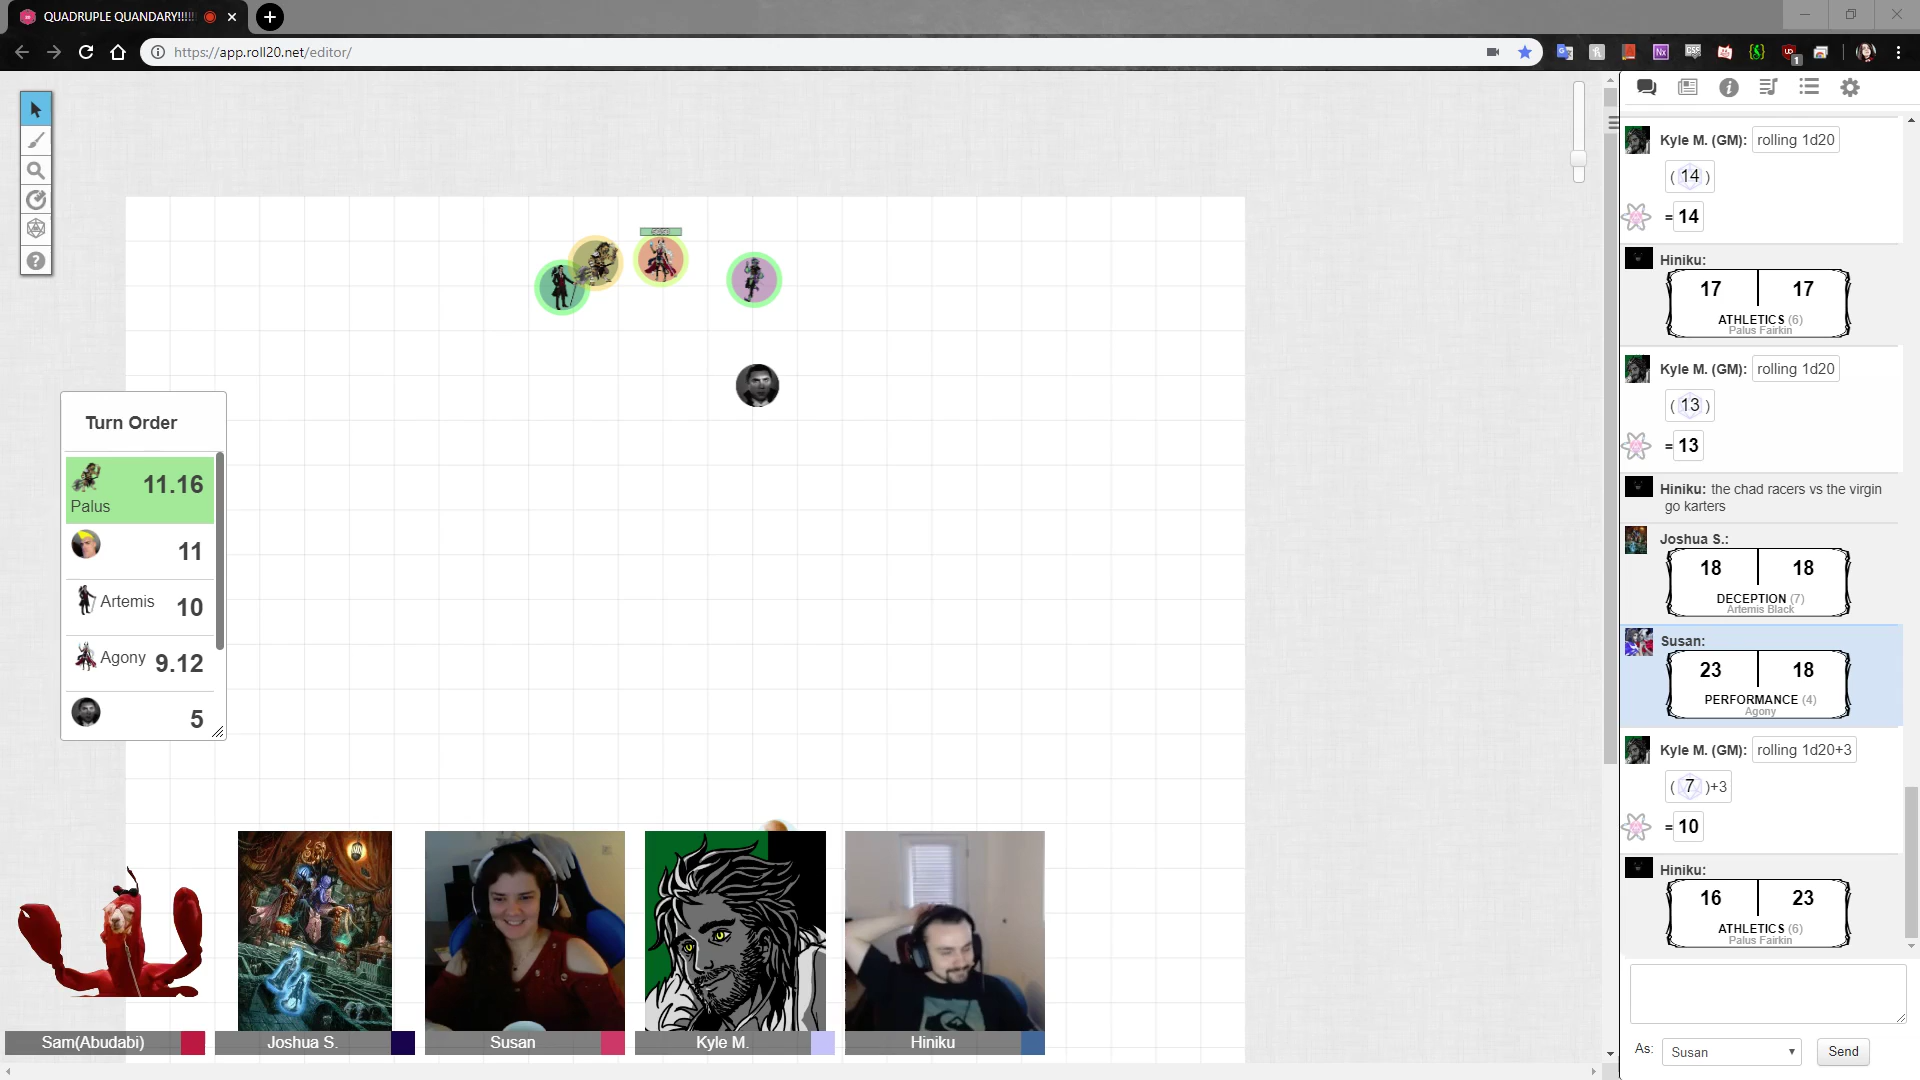 QUADRUPLE QUANDARY!!!!!
https://app.roll20.net/editor/
Turn Order
11.16
Palus
11
Artemis 10
Agony 9.12
5
Kyle M. (GM): rolling 1d20
(14)
=14
Hiniku:
17 17
ATHLETICS (6)
Palus Fairkin
Kyle M. (GM): rolling 1d20
(13)
=13
Hiniku: the chad racers vs the virgin
go karters
Joshua S.:
18 18
DECEPTION (7)
Artemis Black
Susan:
23 18
PERFORMANCE (4)
Agony
Kyle M. (GM): rolling 1d20+3
(7)+3
=10
Hiniku:
16 23
ATHLETICS (6)
Palus Fairkin
As: Susan Send
Sam(Abudabi)
Joshua S.
Susan
Kyle M.
Hiniku